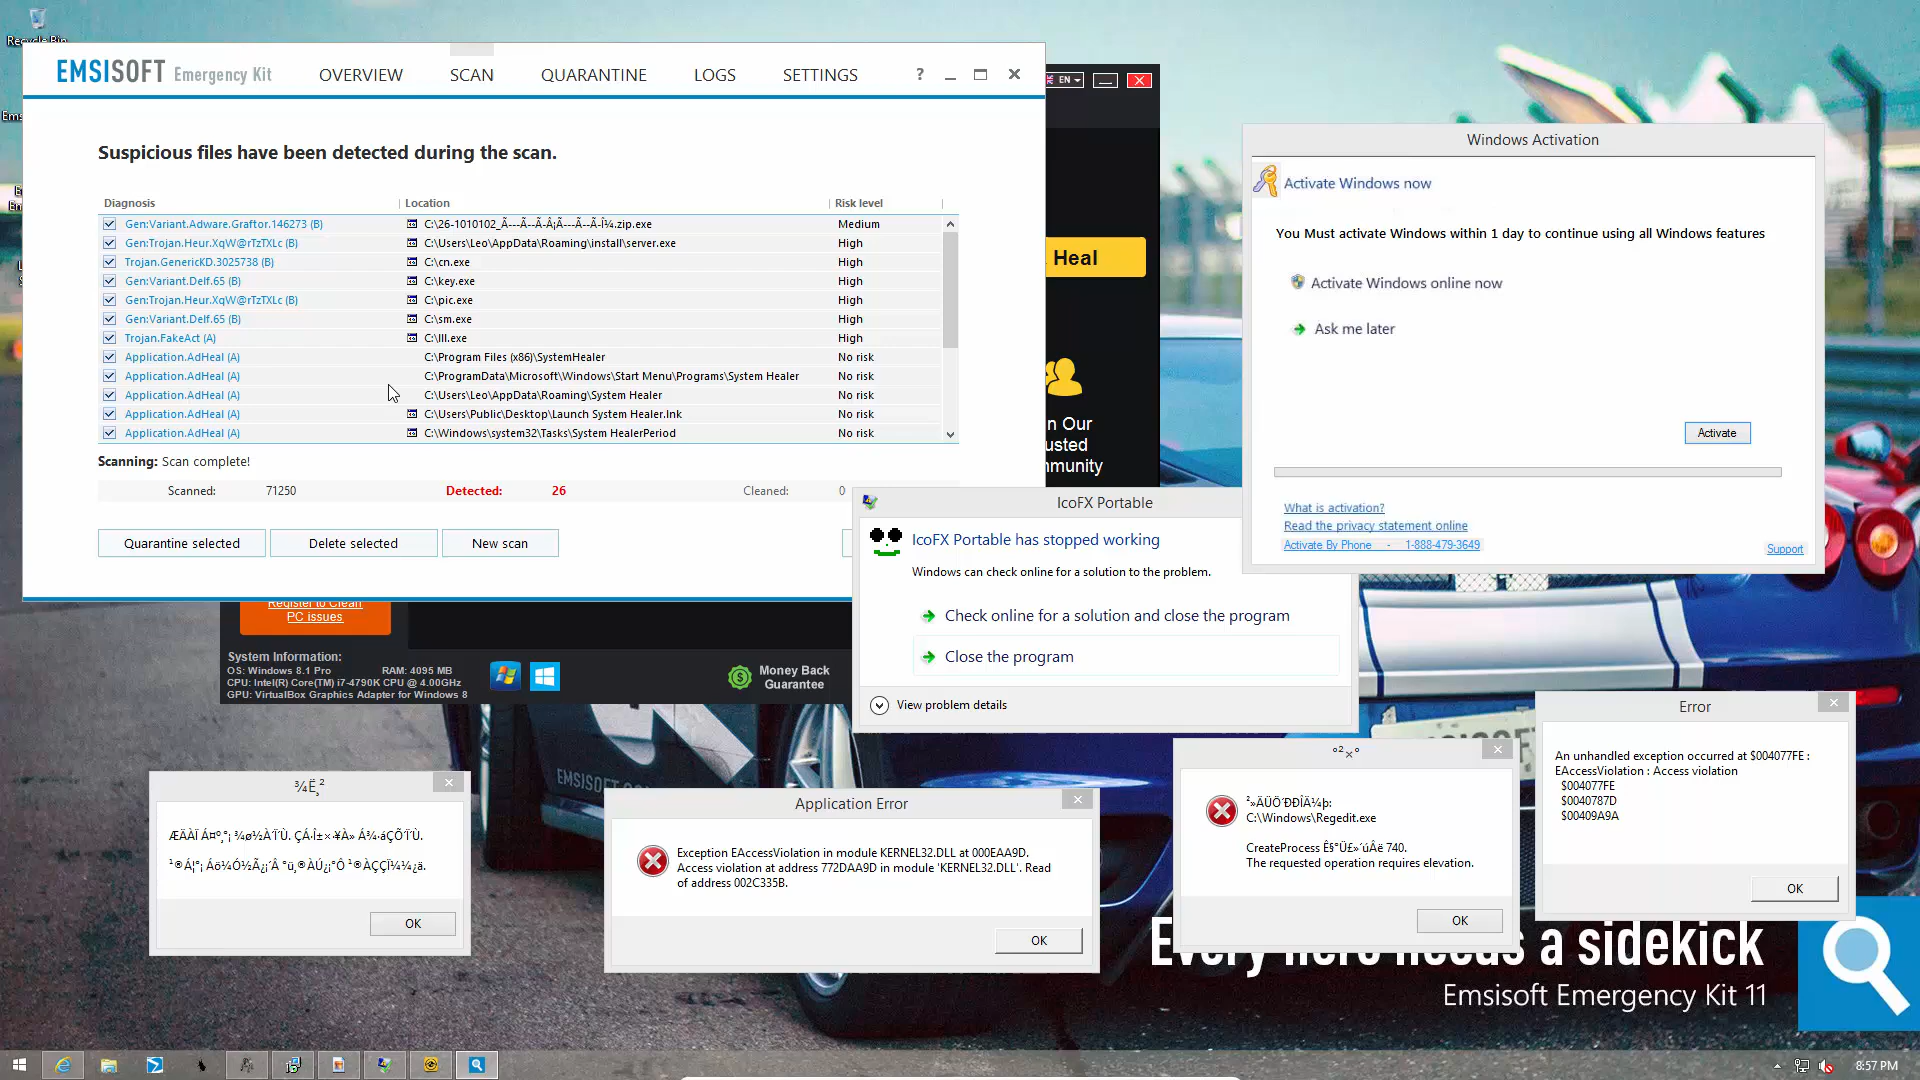 Recycle Bin
EMSISOFT Emergency Kit
OVERVIEW
SCAN
QUARANTINE
LOGS
SETTINGS
?
EN
Suspicious files have been detected during the scan.
Diagnosis Location Risk level
Gen:Variant.Adware.Graftor.146273 (B) Medium
Gen:Trojan.Heur.XqW@rTzTXLc (B) C:\Users\Leo\AppData\Roaming\install\server.exe High
Trojan.GenericKD.3025738 (B) C:\cn.exe High
Gen:Variant.Delf.65 (B) C:\key.exe High
Gen:Trojan.Heur.XqW@rTzTXLc (B) C:\pic.exe High
Gen:Variant.Delf.65 (B) C:\sm.exe High
Trojan.FakeAct (A) High
Application.AdHeal (A) C:\Program Files (x86)\SystemHealer No risk
Application.AdHeal (A) C:\ProgramData\Microsoft\Windows\Start Menu\Programs\System Healer No risk
Application.AdHeal (A) C:\Users\Leo\AppData\Roaming\System Healer No risk
Application.AdHeal (A) C:\Users\Public\Desktop\Launch System Healer.lnk No risk
Application.AdHeal (A) C:\Windows\system32\Tasks\System HealerPeriod No risk
Scanning: Scan complete!
Scanned: 71250 Detected: 26 Cleaned: 0
Quarantine selected
Delete selected
New scan
Heal
n Our
usted
mmunity
Register to Clean
PC issues
System Information:
OS: Windows 8.1 Pro RAM: 4095 MB
CPU: Intel(R) Core(TM) i7-4790K CPU @ 4.00GHz
GPU: VirtualBox Graphics Adapter for Windows 8
Money Back
Guarantee
Windows Activation
Activate Windows now
You Must activate Windows within 1 day to continue using all Windows features
Activate Windows online now
Ask me later
Activate
What is activation?
Read the privacy statement online
Activate By Phone - 1-888-479-3649
Support
IcoFX Portable
IcoFX Portable has stopped working
Windows can check online for a solution to the problem.
Check online for a solution and close the program
Close the program
View problem details
OK
Application Error
Exception EAccessViolation in module KERNEL32.DLL at 000EAA9D.
Access violation at address 772DAA9D in module 'KERNEL32.DLL'. Read
of address 002C335B.
OK
C:\Windows\Regedit.exe
CreateProcess 740.
The requested operation requires elevation.
OK
Error
An unhandled exception occurred at $004077FE :
EAccessViolation : Access violation
$004077FE
$0040787D
$00409A9A
OK
EMSISOFT
Every hero needs a sidekick
Emsisoft Emergency Kit 11
8:57 PM